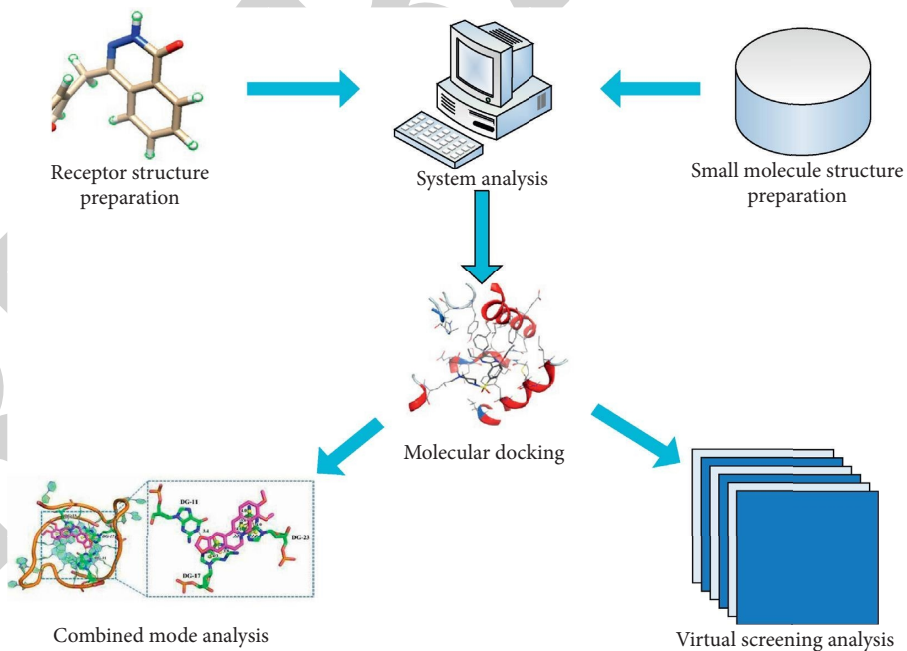 Receptor structure
preparation
System analysis
Small molecule structure
preparation
Molecular docking
DG-11
DG-23
DG-17
Combined mode analysis
Virtual screening analysis